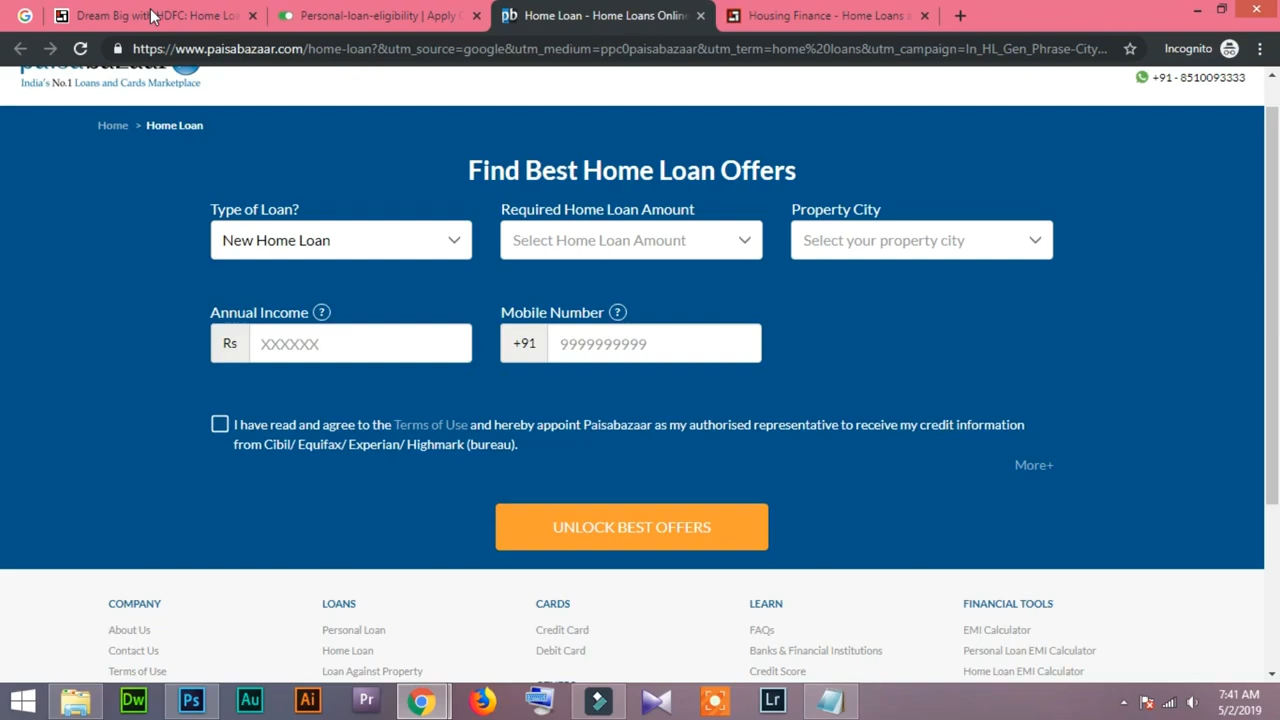 Dream Big with HDFC: Home Loa
Personal-loan-eligibility | Apply O
pb Home Loan - Home Loans Online
Housing Finance - Home Loans a
https://www.paisabazaar.com/home-loan?&utm_source=google&utm_medium=ppc0paisabazaar&utm_term=home%20loans&utm_campaign=In_HL_Gen_Phrase-City...
Incognito
India's No.1 Loans and Cards Marketplace
+91 - 8510093333
Home > Home Loan
Find Best Home Loan Offers
Type of Loan? Required Home Loan Amount Property City
New Home Loan Select Home Loan Amount Select your property city
Annual Income ? Mobile Number ?
Rs XXXXXX +91 9999999999
I have read and agree to the Terms of Use and hereby appoint Paisabazaar as my authorised representative to receive my credit information
from Cibil/ Equifax/ Experian/ Highmark (bureau).
More+
UNLOCK BEST OFFERS
COMPANY LOANS CARDS LEARN FINANCIAL TOOLS
About Us Personal Loan Credit Card FAQs EMI Calculator
Contact Us Home Loan Debit Card Banks & Financial Institutions Personal Loan EMI Calculator
Terms of Use Loan Against Property Credit Score Home Loan EMI Calculator
Dw Ps Au Ai Pr Lr
7:41 AM
5/2/2019